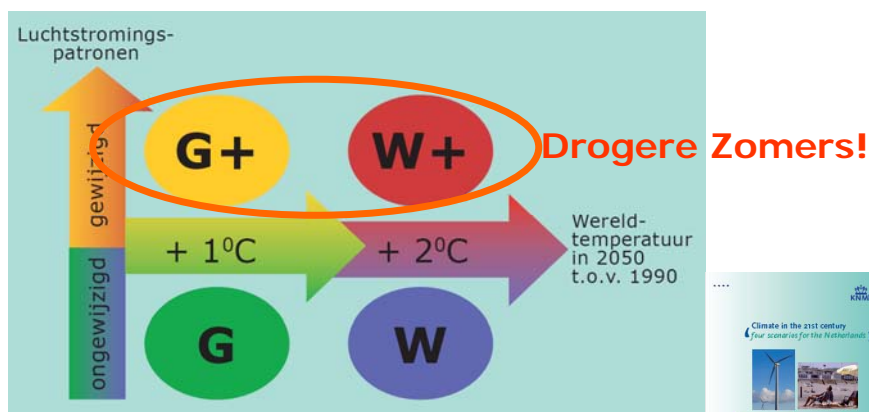 Luchtstromings-
patronen
gewijzigd
ongewijzigd
G+
W+
Drogere Zomers!
+ 1⁰C
+ 2⁰C
Wereld-
temperatuur
in 2050
t.o.v. 1990
G
W
KNMI
Climate in the 21st century
four scenarios for the Netherlands